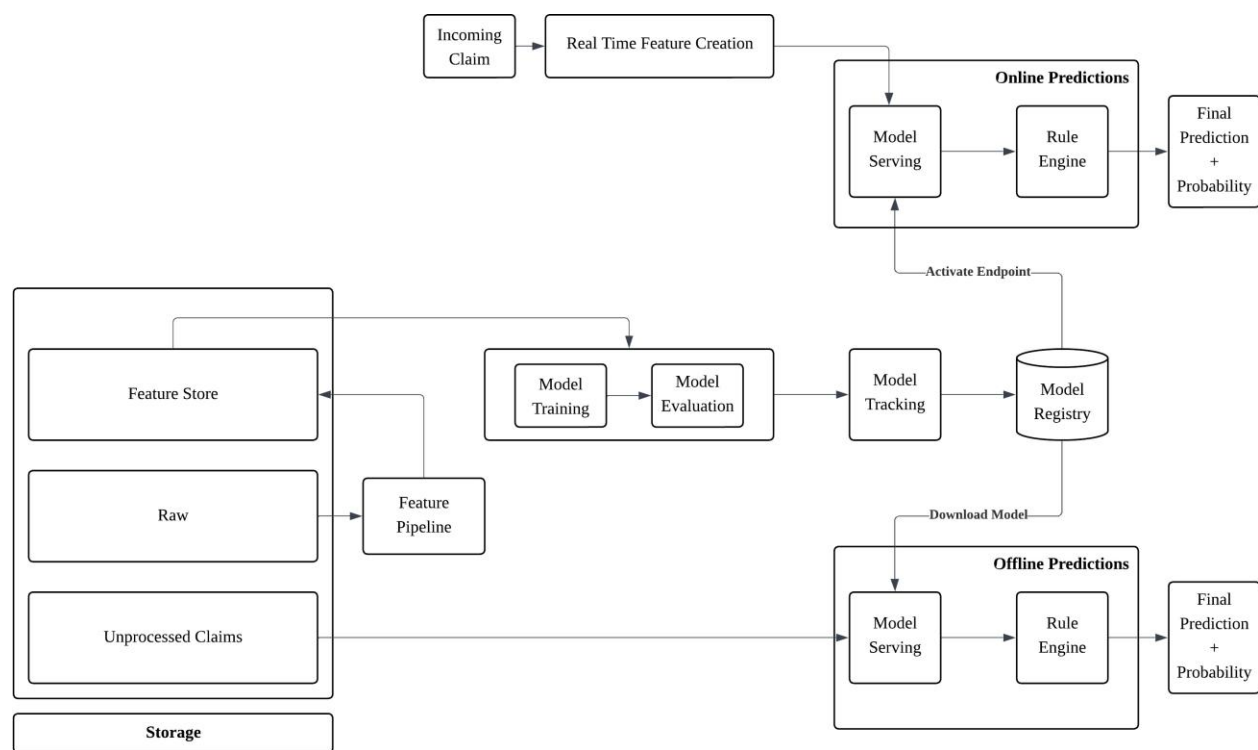 Incoming
Claim
Real Time Feature Creation
Online Predictions
Model
Serving
Rule
Engine
Final
Prediction
+
Probability
Activate Endpoint
Feature Store
Model
Training
Model
Evaluation
Model
Tracking
Model
Registry
Raw
Feature
Pipeline
Download Model
Offline Predictions
Unprocessed Claims
Model
Serving
Rule
Engine
Final
Prediction
+
Probability
Storage